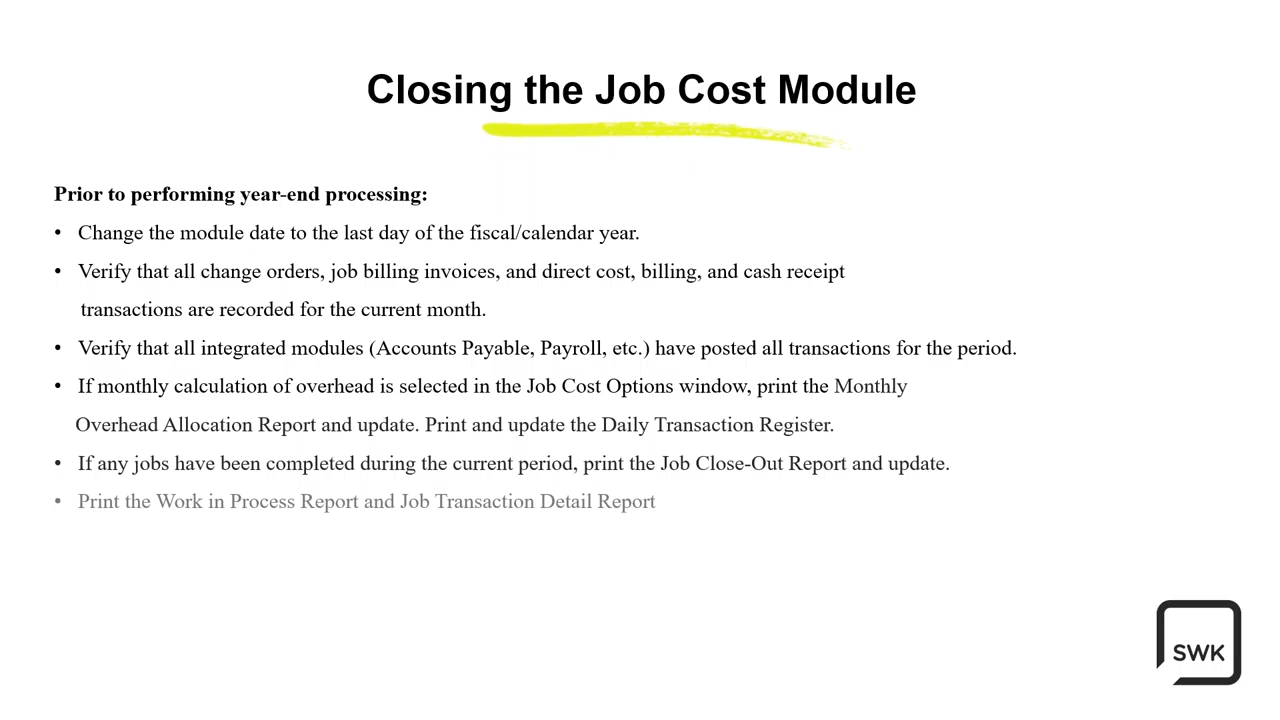 Closing the Job Cost Module
Prior to performing year-end processing:
• Change the module date to the last day of the fiscal/calendar year.
• Verify that all change orders, job billing invoices, and direct cost, billing, and cash receipt
transactions are recorded for the current month.
• Verify that all integrated modules (Accounts Payable, Payroll, etc.) have posted all transactions for the period.
• If monthly calculation of overhead is selected in the Job Cost Options window, print the Monthly
Overhead Allocation Report and update. Print and update the Daily Transaction Register.
• If any jobs have been completed during the current period, print the Job Close-Out Report and update.
• Print the Work in Process Report and Job Transaction Detail Report
SWK